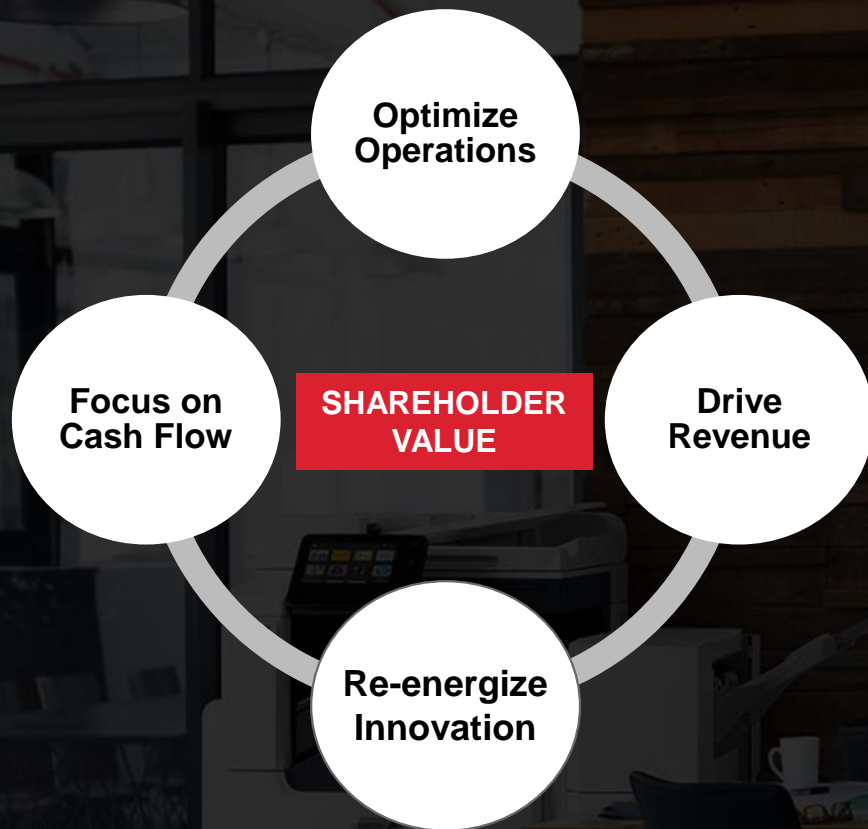 Optimize
Operations
Focus on
Cash Flow
SHAREHOLDER
VALUE
Drive
Revenue
Re-energize
Innovation